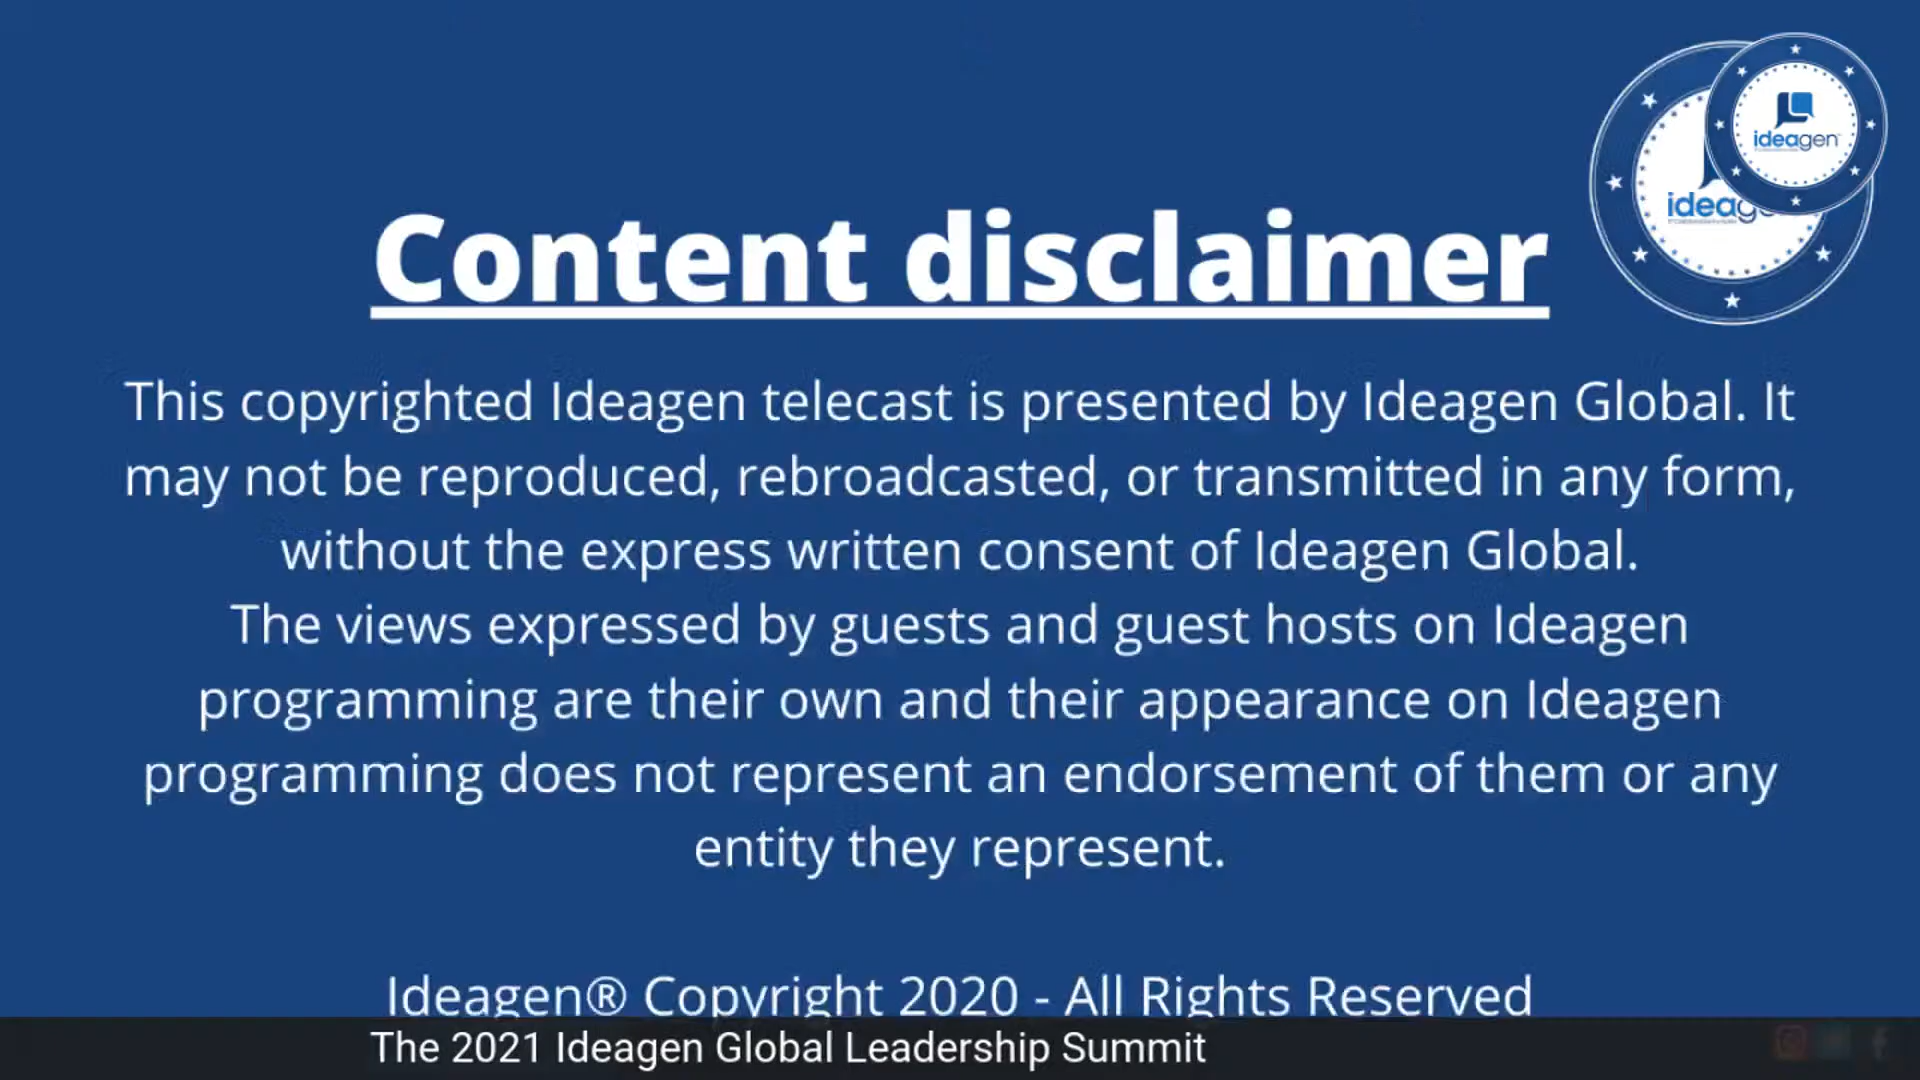 ideagen
ideag
Content disclaimer
This copyrighted Ideagen telecast is presented by Ideagen Global. It
may not be reproduced, rebroadcasted, or transmitted in any form,
without the express written consent of Ideagen Global.
The views expressed by guests and guest hosts on Ideagen
programming are their own and their appearance on Ideagen
programming does not represent an endorsement of them or any
entity they represent.
Ideagen® Copyright 2020 - All Rights Reserved
The 2021 Ideagen Global Leadership Summit